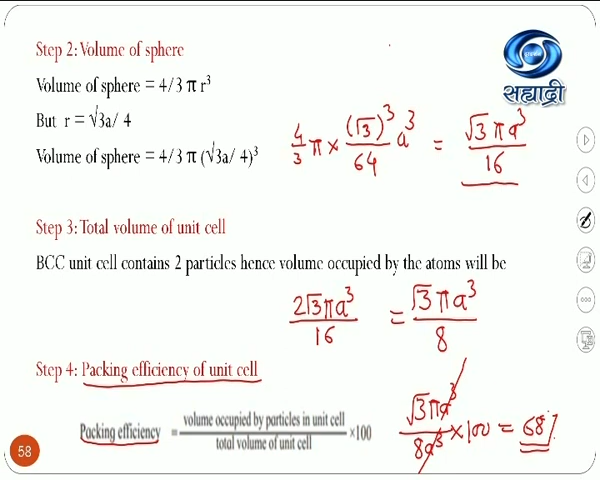 Step 2: Volume of sphere
Volume of sphere = 4/3 π r³
But r = √3a/ 4
Volume of sphere = 4/3 π (√3a/ 4)³
4/3 π × (√3)³/64 a³ = √3πa³/16
सह्याद्री
Step 3: Total volume of unit cell
BCC unit cell contains 2 particles hence volume occupied by the atoms will be
2√3πa³/16 = √3πa³/8
Step 4: Packing efficiency of unit cell
Packing efficiency = volume occupied by particles in unit cell / total volume of unit cell ×100
√3πa³/8a³ ×100 = 68%
58